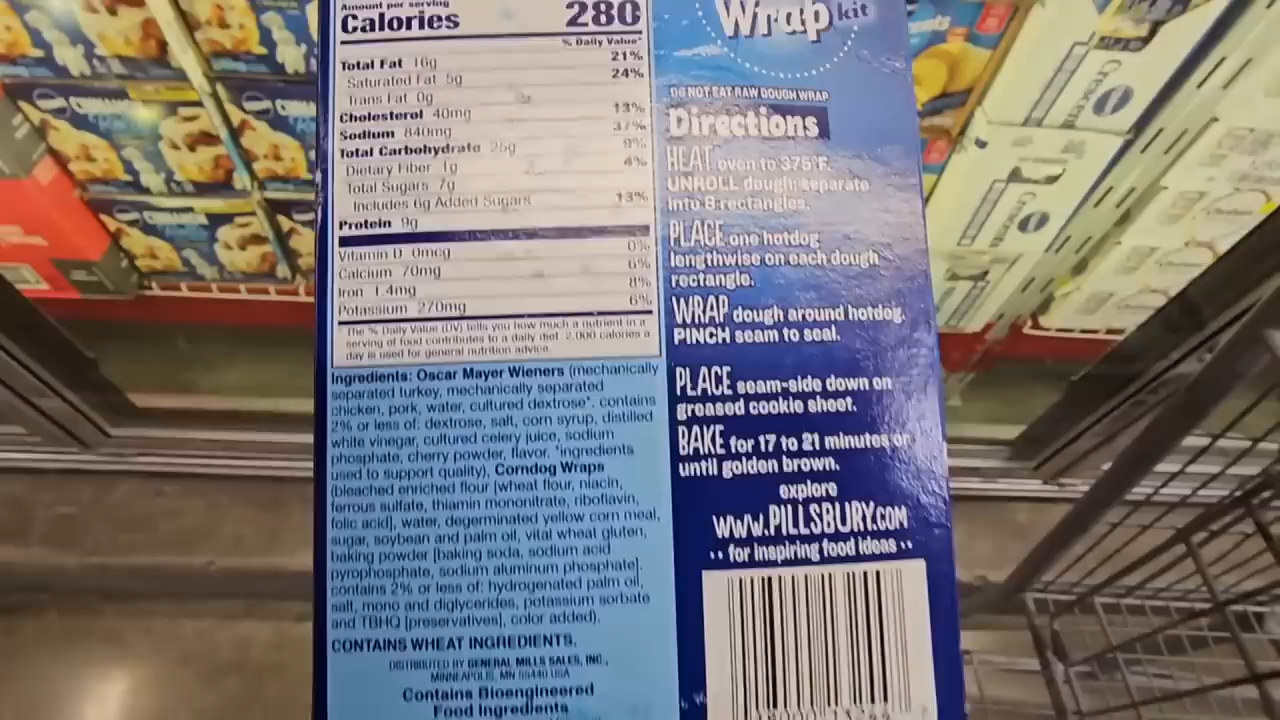 Amount per serving
Calories 280
% Daily Value*
Total Fat 16g 21%
Saturated Fat 5g 24%
Trans Fat 0g
Cholesterol 40mg 13%
Sodium 840mg 37%
Total Carbohydrate 25g 9%
Dietary Fiber 1g 4%
Total Sugars 7g
Includes 6g Added Sugars 13%
Protein 9g
Vitamin D 0mcg 0%
Calcium 70mg 6%
Iron 1.4mg 8%
Potassium 270mg 6%
The % Daily Value (DV) tells you how much a nutrient in a
serving of food contributes to a daily diet. 2,000 calories a
day is used for general nutrition advice.
Ingredients: Oscar Mayer Wieners (mechanically
separated turkey, mechanically separated
chicken, pork, water, cultured dextrose*, contains
2% or less of: dextrose, salt, corn syrup, distilled
white vinegar, cultured celery juice, sodium
phosphate, cherry powder, flavor, *ingredients
used to support quality), Corndog Wraps
(bleached enriched flour [wheat flour, niacin,
ferrous sulfate, thiamin mononitrate, riboflavin,
folic acid], water, degerminated yellow corn meal,
sugar, soybean and palm oil, vital wheat gluten,
baking powder [baking soda, sodium acid
pyrophosphate, sodium aluminum phosphate].
contains 2% or less of: hydrogenated palm oil,
salt, mono and diglycerides, potassium sorbate
and TBHQ [preservatives], color added).
CONTAINS WHEAT INGREDIENTS.
DISTRIBUTED BY GENERAL MILLS SALES, INC.,
MINNEAPOLIS, MN 55440 USA
Contains Bioengineered
Food Ingredients
Wrap kit
DO NOT EAT RAW DOUGH WRAP
Directions
HEAT oven to 375°F.
UNROLL dough; separate
into 8 rectangles.
PLACE one hotdog
lengthwise on each dough
rectangle.
WRAP dough around hotdog.
PINCH seam to seal.
PLACE seam-side down on
greased cookie sheet.
BAKE for 17 to 21 minutes or
until golden brown.
explore
www.PILLSBURY.COM
for inspiring food ideas
Crescent
Crescent